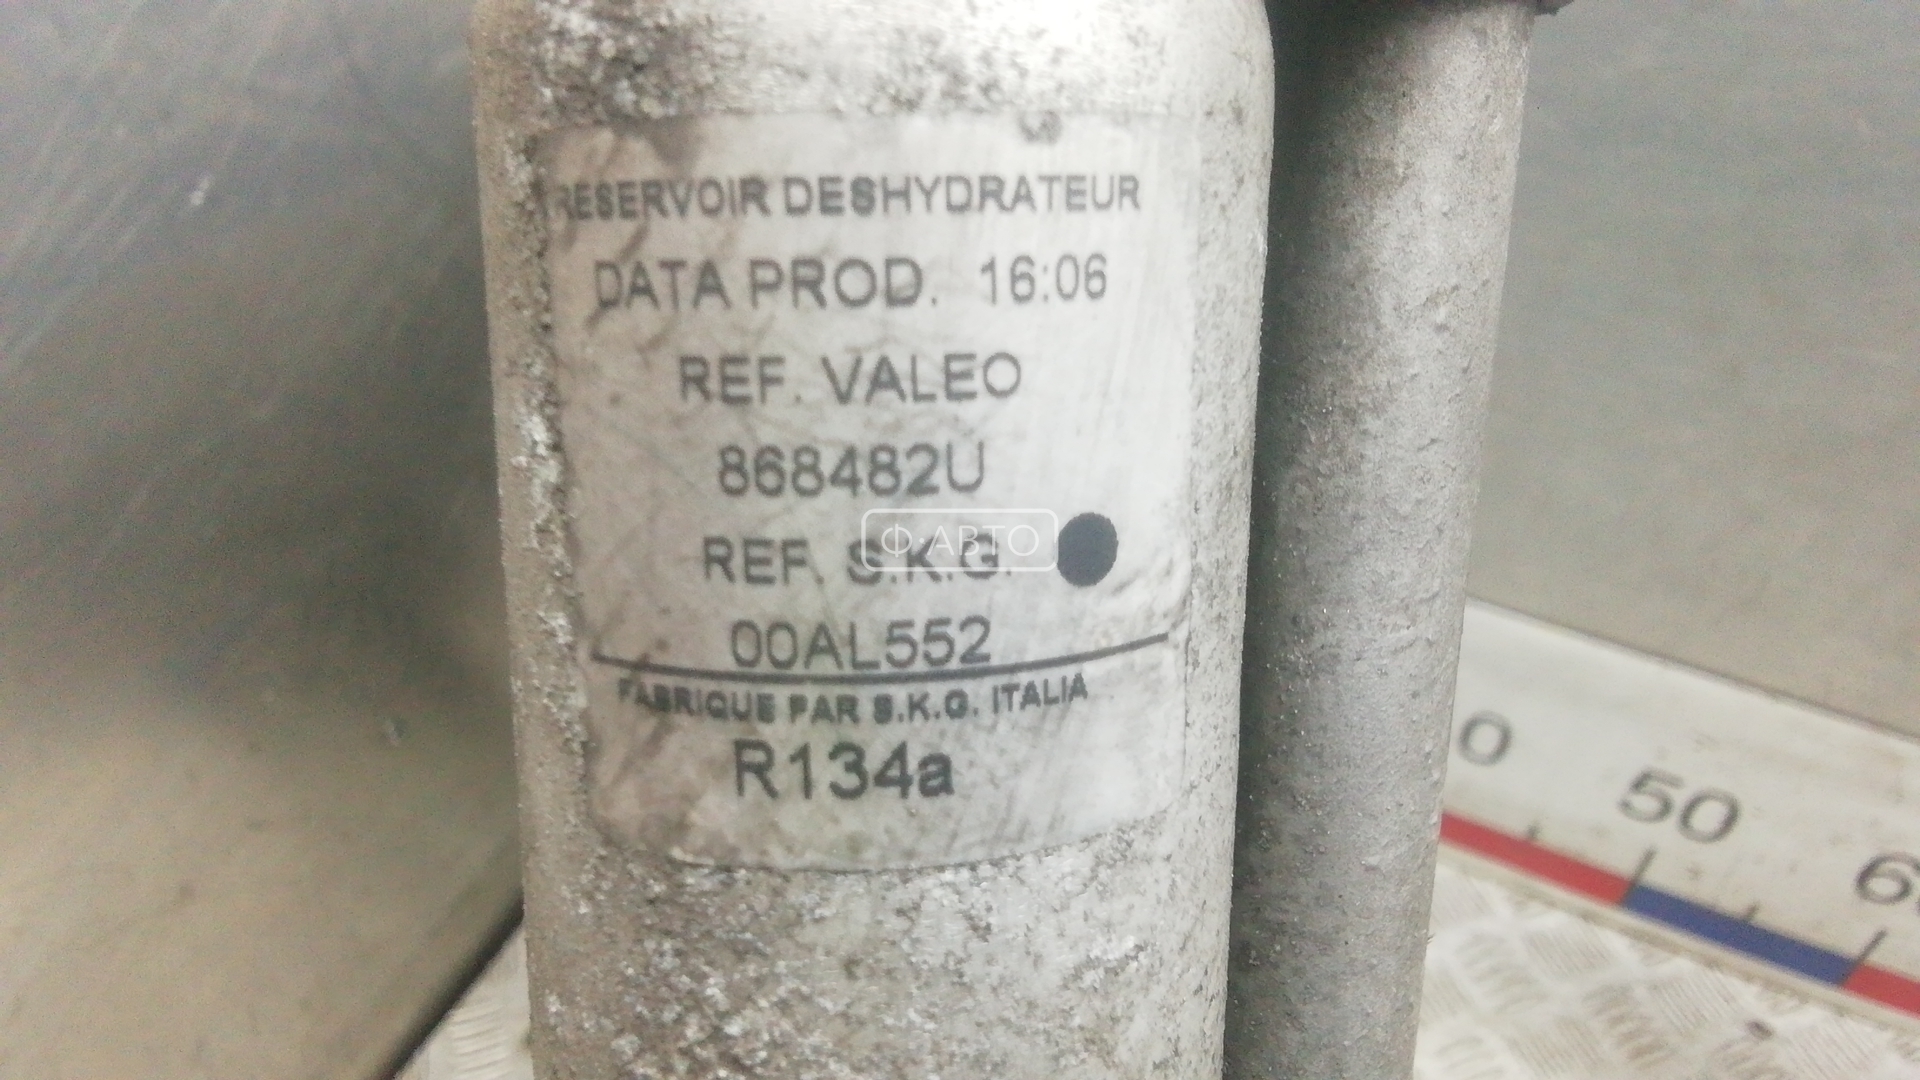 RESERVOIR DESHYDRATEUR
DATA PROD. 16:06
REF. VALEO
868482U
REF. S.K.G.
Ф·АВТО
00AL552
FABRIQUE PAR S.K.G. ITALIA
R134a
0
50